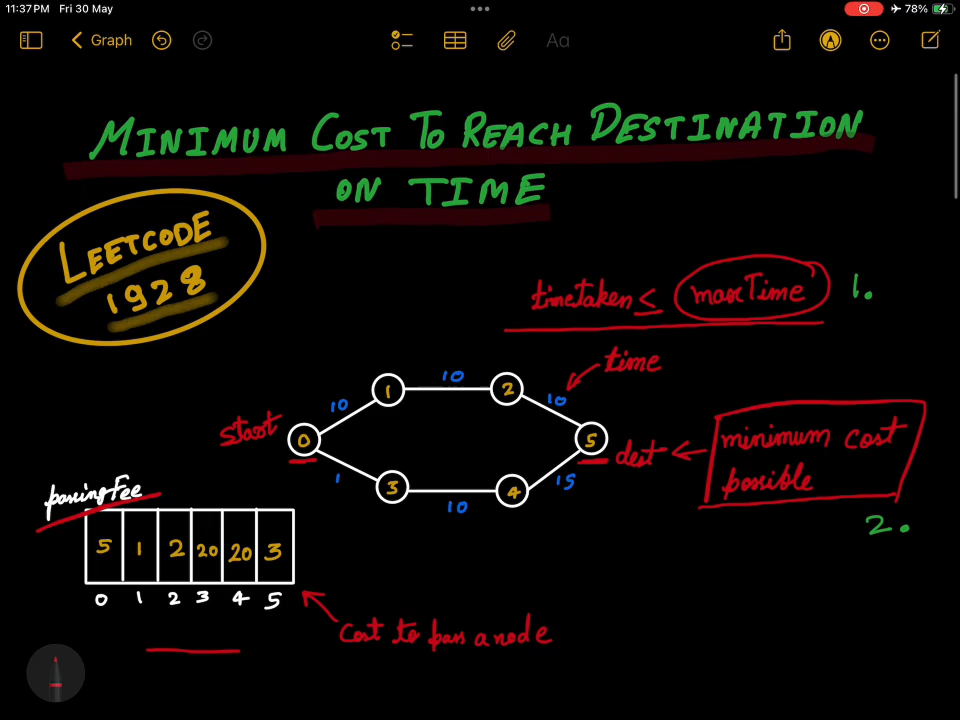 11:37 PM Fri 30 May
78%
Graph
Aa
MINIMUM COST TO REACH DESTINATION
ON TIME
LEETCODE
1928
timetaken ≤ maxTime 1.
time
10
10
10
1
2
start
0
5
dest
minimum cost
possible
1
3
10
4
15
2.
passingFee
5 1 2 20 20 3
0 1 2 3 4 5
cost to pass a node